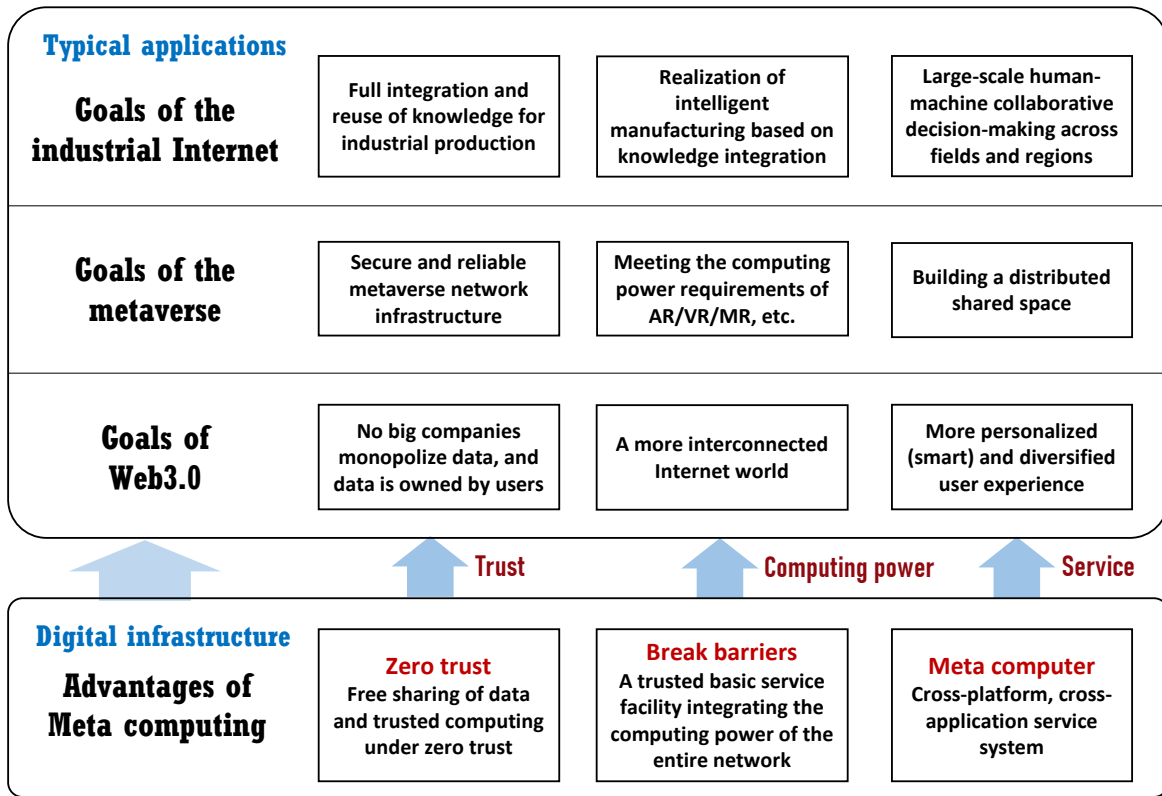 Typical applications
Goals of the
industrial Internet
Full integration and
reuse of knowledge for
industrial production
Realization of
intelligent
manufacturing based on
knowledge integration
Large-scale human-
machine collaborative
decision-making across
fields and regions
Goals of the
metaverse
Secure and reliable
metaverse network
infrastructure
Meeting the computing
power requirements of
AR/VR/MR, etc.
Building a distributed
shared space
Goals of
Web3.0
No big companies
monopolize data, and
data is owned by users
A more interconnected
Internet world
More personalized
(smart) and diversified
user experience
Trust
Computing power
Service
Digital infrastructure
Advantages of
Meta computing
Zero trust
Free sharing of data
and trusted computing
under zero trust
Break barriers
A trusted basic service
facility integrating the
computing power of the
entire network
Meta computer
Cross-platform, cross-
application service
system